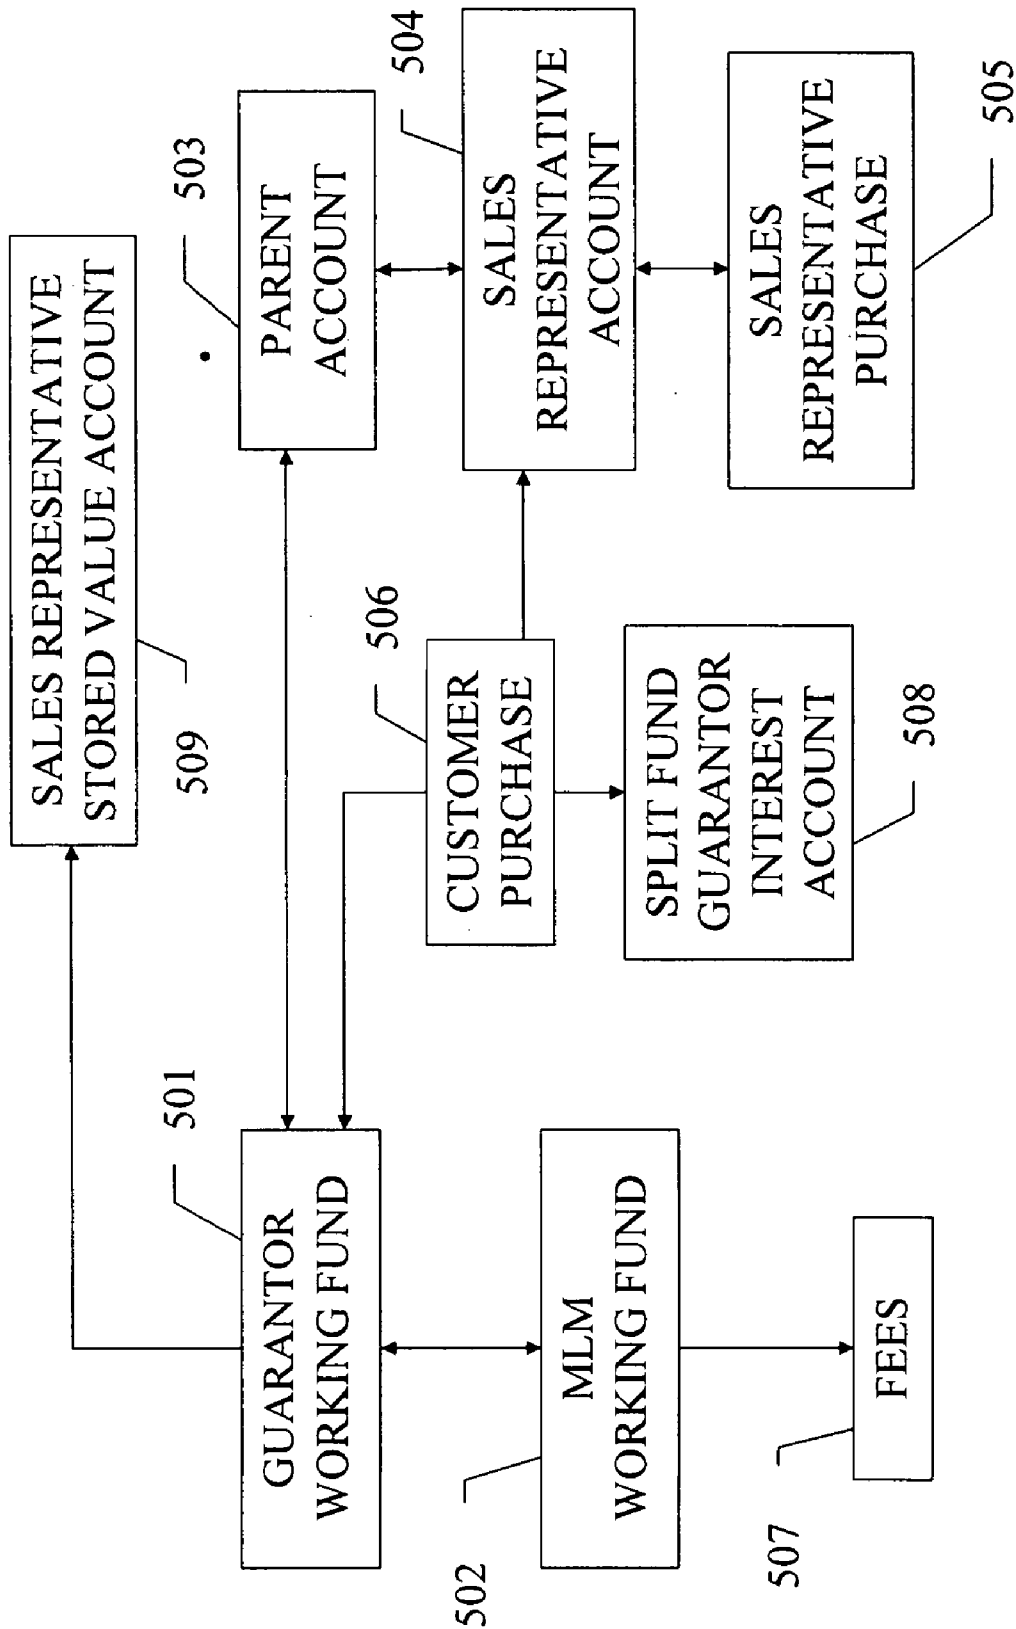 SALES REPRESENTATIVE
STORED VALUE ACCOUNT
509
501
503
GUARANTOR
WORKING FUND
PARENT
ACCOUNT
506
504
CUSTOMER
PURCHASE
SALES
REPRESENTATIVE
ACCOUNT
502
MLM
WORKING FUND
SPLIT FUND
GUARANTOR
INTEREST
ACCOUNT
508
SALES
REPRESENTATIVE
PURCHASE
505
507
FEES